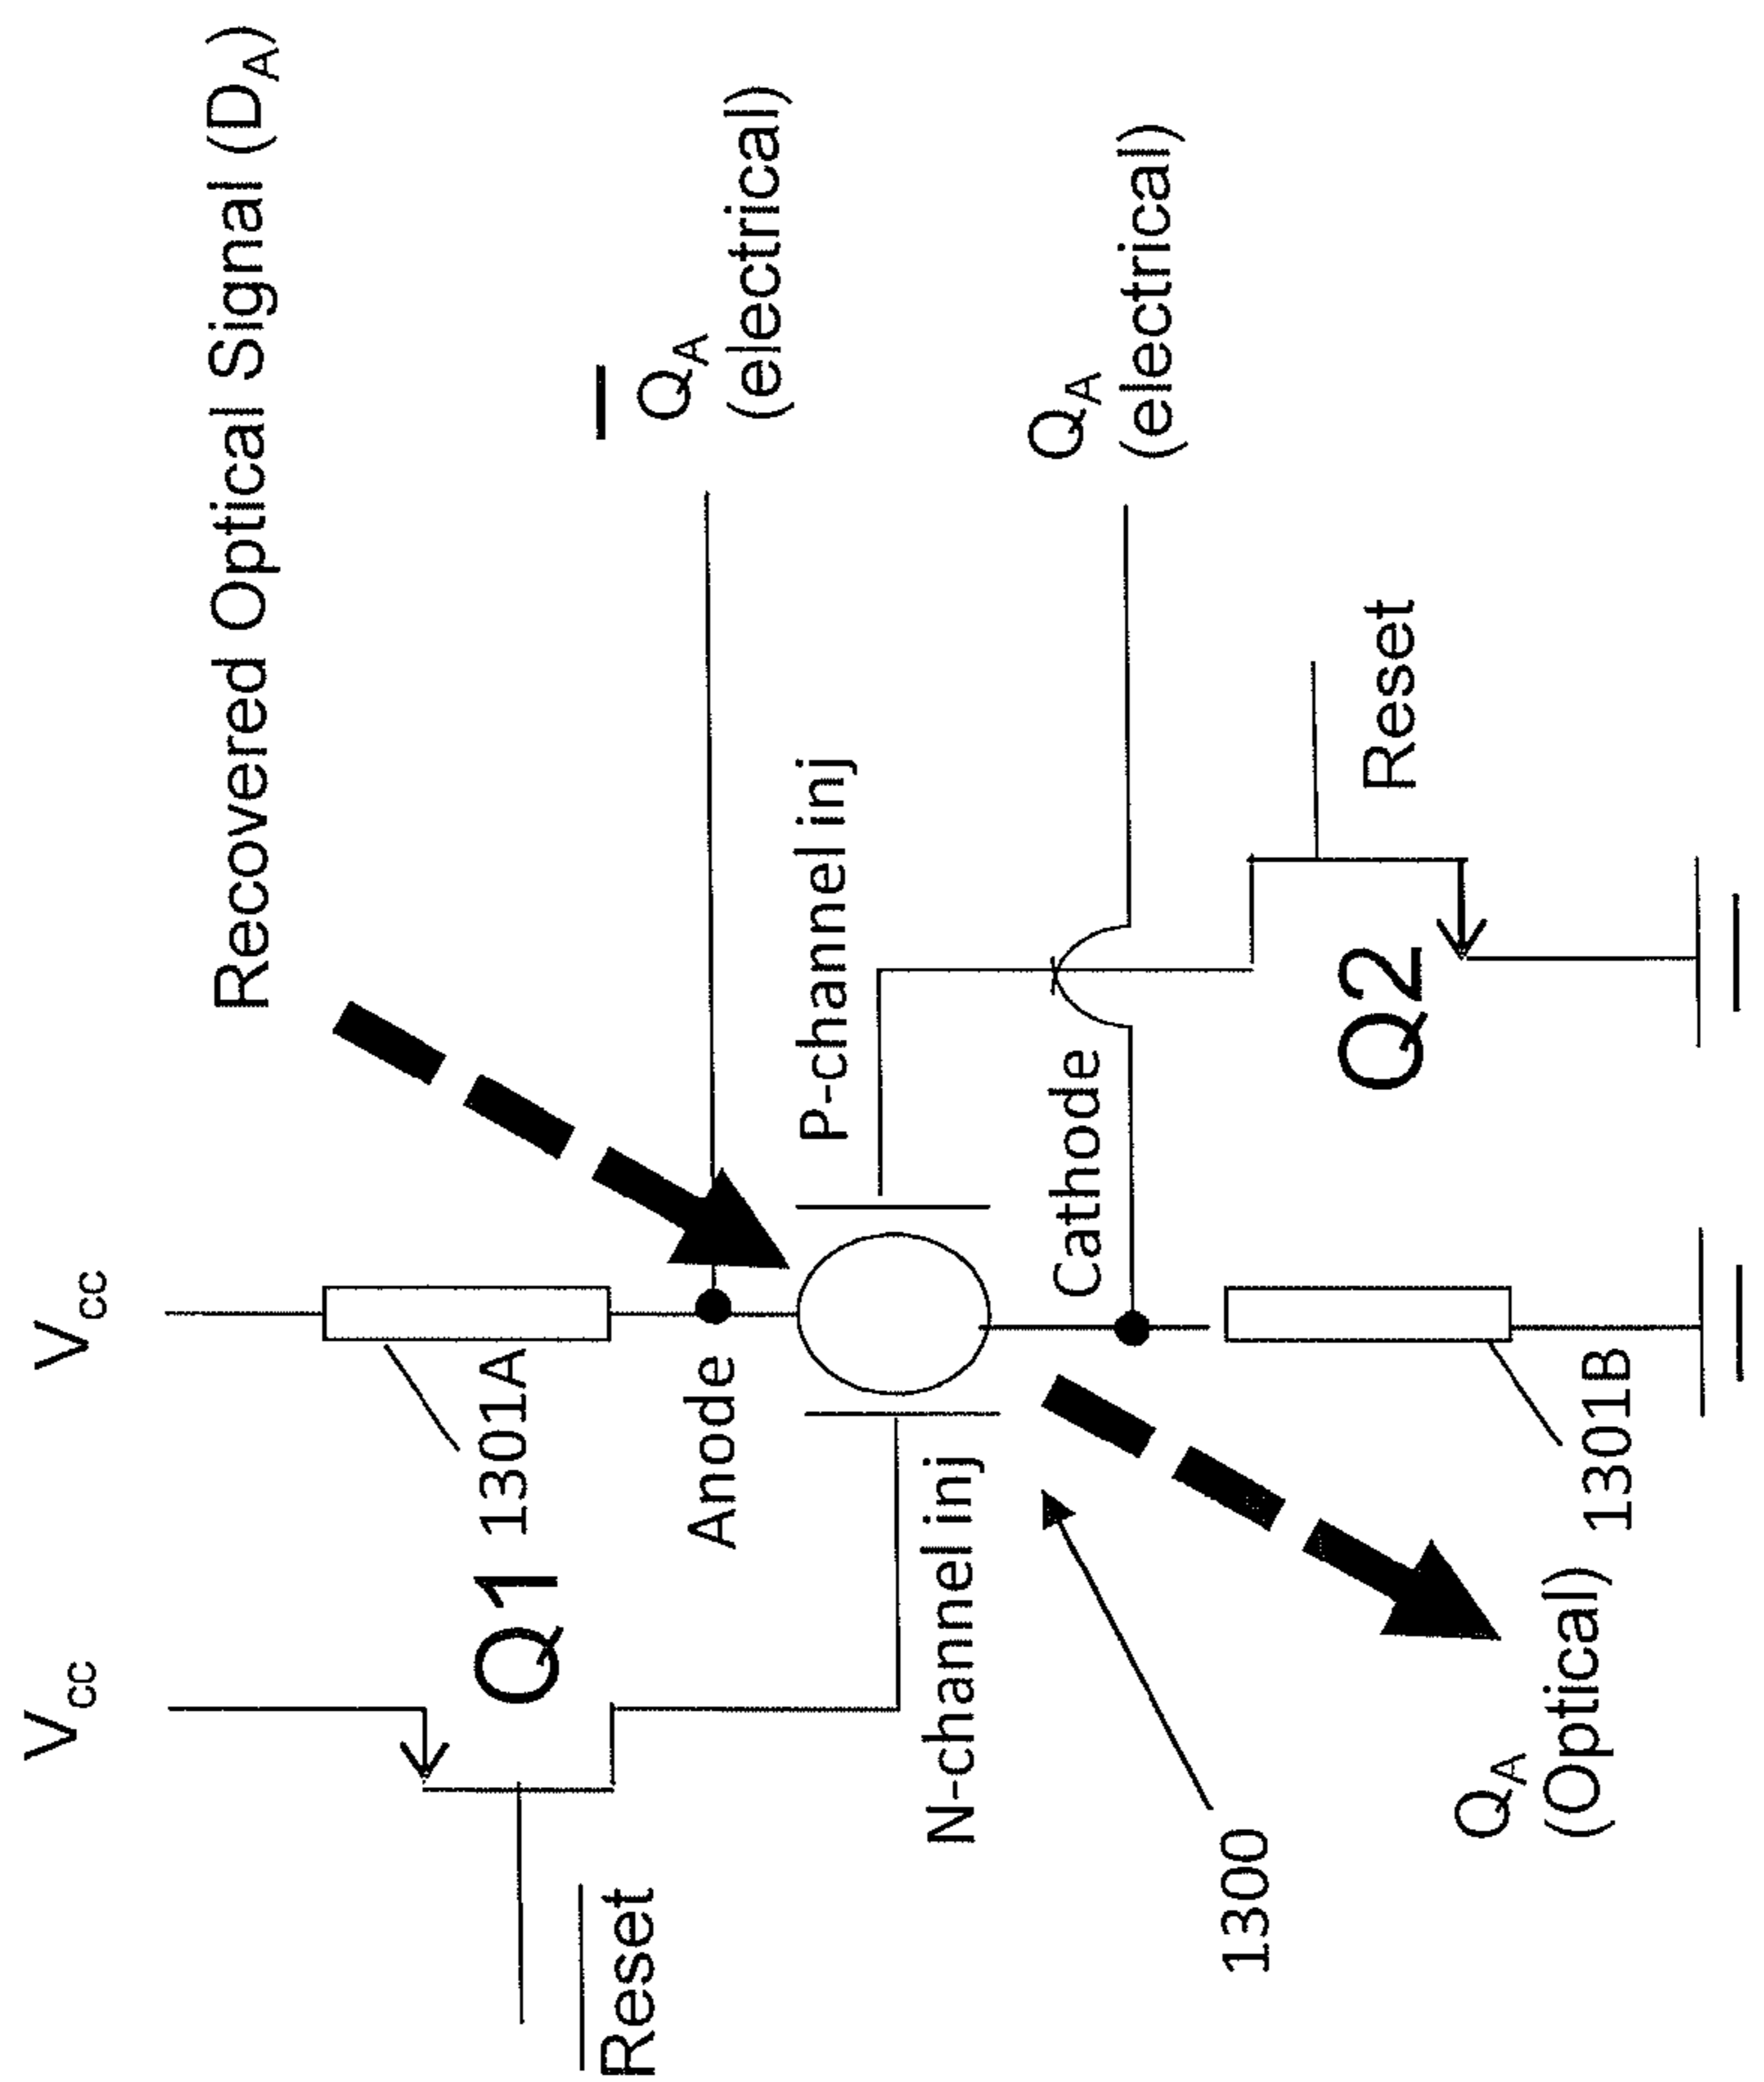 V_CC
V_CC
Recovered Optical Signal (D_A)
Q1
1301A
R̅e̅s̅e̅t̅
Anode
Q̅_A
(electrical)
P-channel inj
N-channel inj
Cathode
Q_A
(electrical)
1300
Q2
Reset
Q_A
(Optical)
1301B